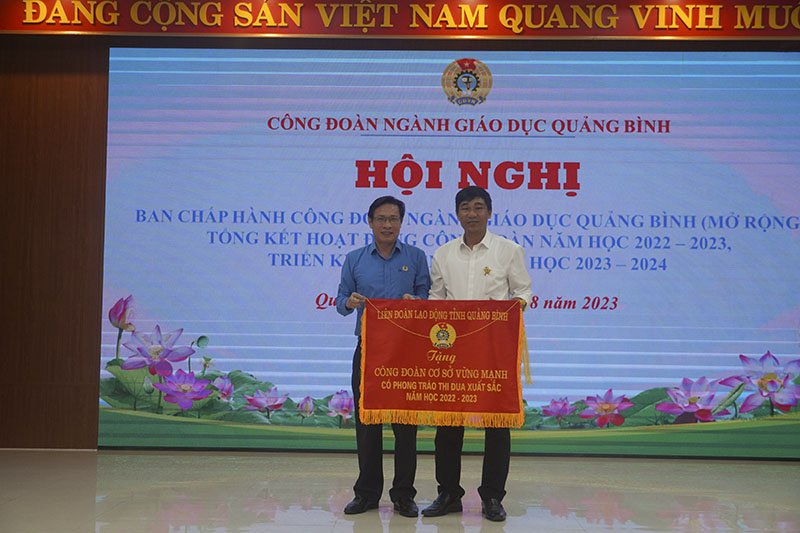 ĐẢNG CỘNG SẢN VIỆT NAM QUANG VINH MUÔ
CÔNG ĐOÀN NGÀNH GIÁO DỤC QUẢNG BÌNH
HỘI NGHỊ
BAN CHẤP HÀNH CÔNG ĐOÀN NGÀNH GIÁO DỤC QUẢNG BÌNH (MỞ RỘNG
TỔNG KẾT HOẠT ĐỘNG CÔNG ĐOÀN NĂM HỌC 2022 – 2023,
TRIỂN HỌC 2023 – 2024
8 năm 2023
LIÊN ĐOÀN LAO ĐỘNG TỈNH QUẢNG BÌNH
Tặng
CÔNG ĐOÀN CƠ SỞ VỮNG MẠNH
CÓ PHONG TRÀO THI ĐUA XUẤT SẮC
NĂM HỌC 2022 - 2023